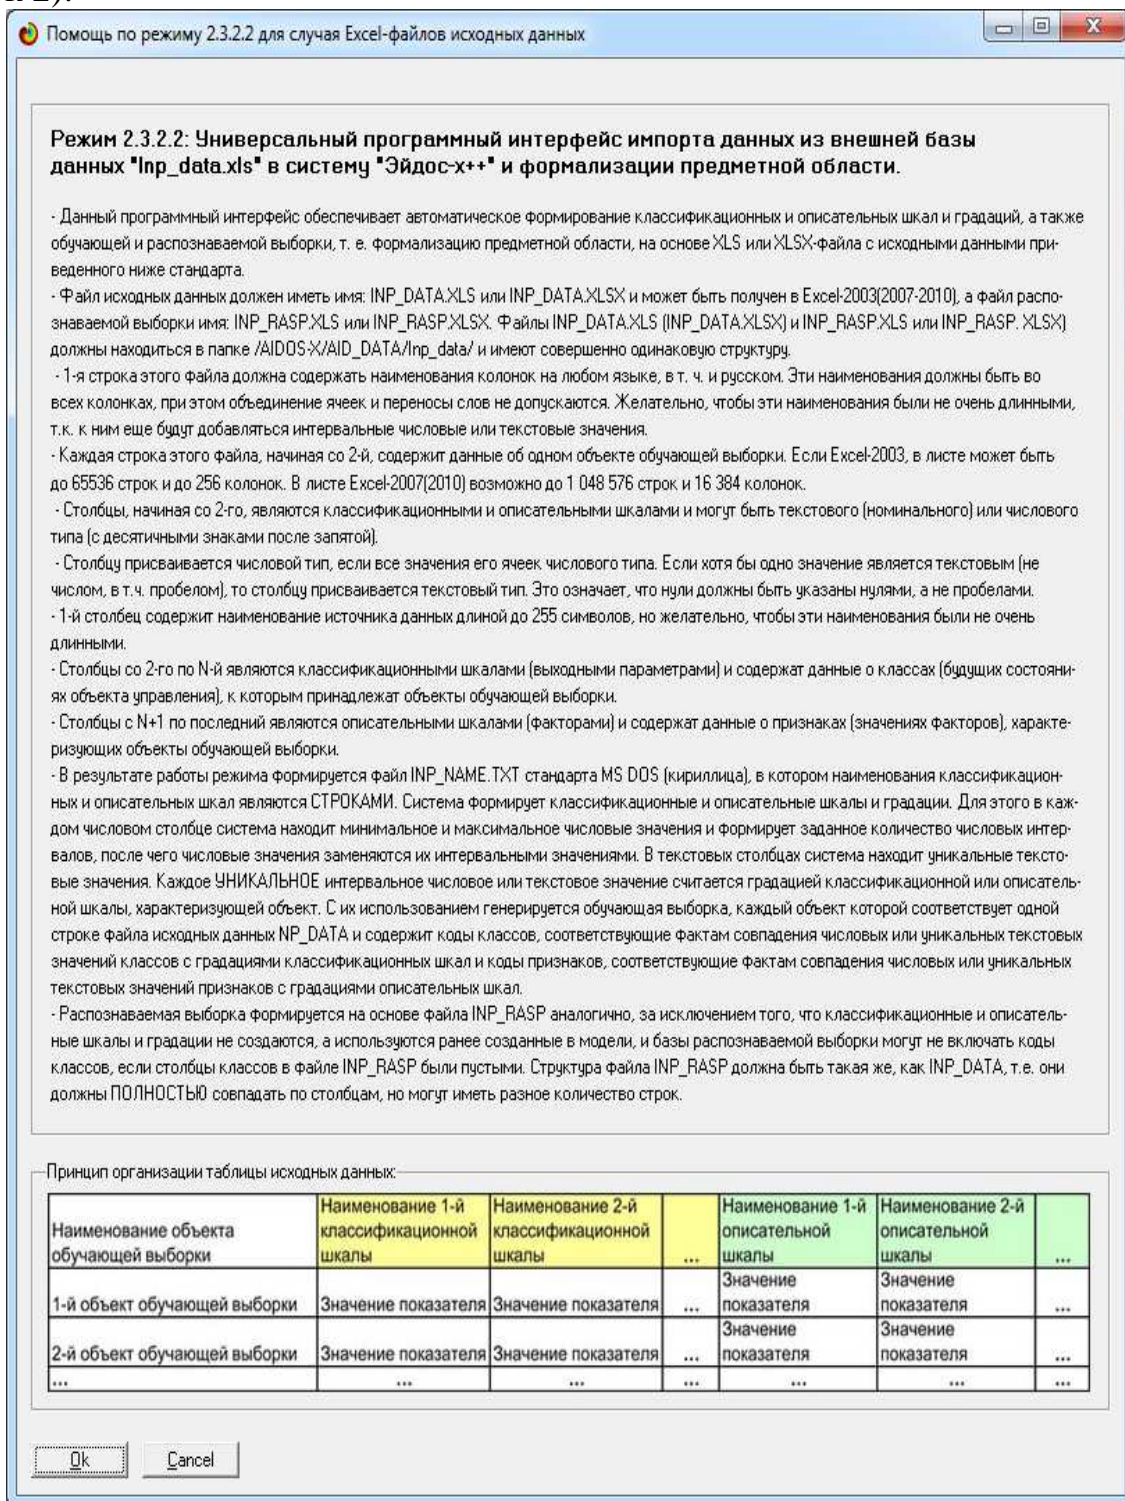 и 2).
Помощь по режиму 2.3.2.2 для случая Excel-файлов исходных данных
Режим 2.3.2.2: Универсальный программный интерфейс импорта данных из внешней базы
данных "Inp_data.xls" в систему "Эйдос-х++" и формализации предметной области.
- Данный программный интерфейс обеспечивает автоматическое формирование классификационных и описательных шкал и градаций, а также
обучающей и распознаваемой выборки, т. е. формализацию предметной области, на основе XLS или XLSX-файла с исходными данными при-
веденного ниже стандарта.
- Файл исходных данных должен иметь имя: INP_DATA.XLS или INP_DATA.XLSX и может быть получен в Excel-2003(2007-2010), а файл распо-
знаваемой выборки имя: INP_RASP.XLS или INP_RASP.XLSX. Файлы INP_DATA.XLS (INP_DATA.XLSX) и INP_RASP.XLS или INP_RASP. XLSX)
должны находиться в папке /AIDOS-X/AID_DATA/Inp_data/ и имеют совершенно одинаковую структуру.
- 1-я строка этого файла должна содержать наименования колонок на любом языке, в т. ч. и русском. Эти наименования должны быть во
всех колонках, при этом объединение ячеек и переносы слов не допускаются. Желательно, чтобы эти наименования были не очень длинными,
т.к. к ним еще будут добавляться интервальные числовые или текстовые значения.
- Каждая строка этого файла, начиная со 2-й, содержит данные об одном объекте обучающей выборки. Если Excel-2003, в листе может быть
до 65536 строк и до 256 колонок. В листе Excel-2007(2010) возможно до 1 048 576 строк и 16 384 колонок.
- Столбцы, начиная со 2-го, являются классификационными и описательными шкалами и могут быть текстового (номинального) или числового
типа (с десятичными знаками после запятой).
- Столбцу присваивается числовой тип, если все значения его ячеек числового типа. Если хотя бы одно значение является текстовым (не
числом, в т.ч. пробелом), то столбцу присваивается текстовый тип. Это означает, что нули должны быть указаны нулями, а не пробелами.
- 1-й столбец содержит наименование источника данных длиной до 255 символов, но желательно, чтобы эти наименования были не очень
длинными.
- Столбцы со 2-го по N-й являются классификационными шкалами (выходными параметрами) и содержат данные о классах (будущих состояни-
ях объекта управления), к которым принадлежат объекты обучающей выборки.
- Столбцы с N+1 по последний являются описательными шкалами (факторами) и содержат данные о признаках (значениях факторов), характе-
ризующих объекты обучающей выборки.
- В результате работы режима формируется файл INP_NAME.TXT стандарта MS DOS (кириллица), в котором наименования классификацион-
ных и описательных шкал являются СТРОКАМИ. Система формирует классификационные и описательные шкалы и градации. Для этого в каж-
дом числовом столбце система находит минимальное и максимальное числовые значения и формирует заданное количество числовых интер-
валов, после чего числовые значения заменяются их интервальными значениями. В текстовых столбцах система находит уникальные тексто-
вые значения. Каждое УНИКАЛЬНОЕ интервальное числовое или текстовое значение считается градацией классификационной или описатель-
ной шкалы, характеризующей объект. С их использованием генерируется обучающая выборка, каждый объект которой соответствует одной
строке файла исходных данных NP_DATA и содержит коды классов, соответствующие фактам совпадения числовых или уникальных текстовых
значений классов с градациями классификационных шкал и коды признаков, соответствующие фактам совпадения числовых или уникальных
текстовых значений признаков с градациями описательных шкал.
- Распознаваемая выборка формируется на основе файла INP_RASP аналогично, за исключением того, что классификационные и описатель-
ные шкалы и градации не создаются, а используются ранее созданные в модели, и базы распознаваемой выборки могут не включать коды
классов, если столбцы классов в файле INP_RASP были пустыми. Структура файла INP_RASP должна быть такая же, как INP_DATA, т.е. они
должны ПОЛНОСТЬЮ совпадать по столбцам, но могут иметь разное количество строк.
Принцип организации таблицы исходных данных:
Наименование объекта обучающей выборки Наименование 1-й классификационной шкалы Наименование 2-й классификационной шкалы ... Наименование 1-й описательной шкалы Наименование 2-й описательной шкалы ...
1-й объект обучающей выборки Значение показателя Значение показателя ... Значение показателя Значение показателя ...
2-й объект обучающей выборки Значение показателя Значение показателя ... Значение показателя Значение показателя ...
... ... ... ... ... ... ...
Ok Cancel